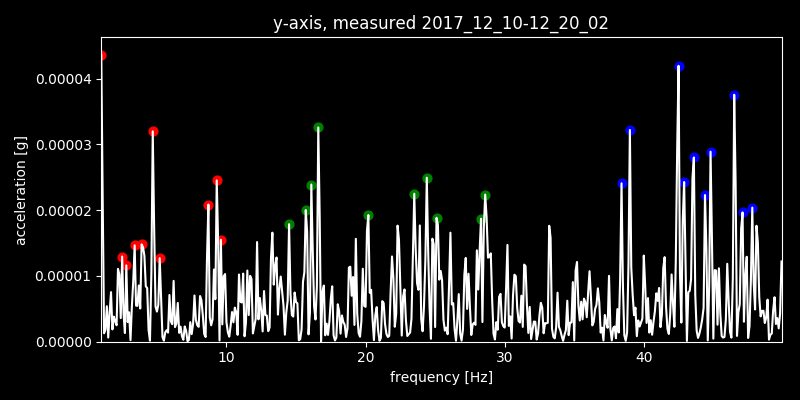 y-axis, measured 2017_12_10-12_20_02
0.00004
0.00003
0.00002
0.00001
0.00000
acceleration [g]
10 20 30 40
frequency [Hz]